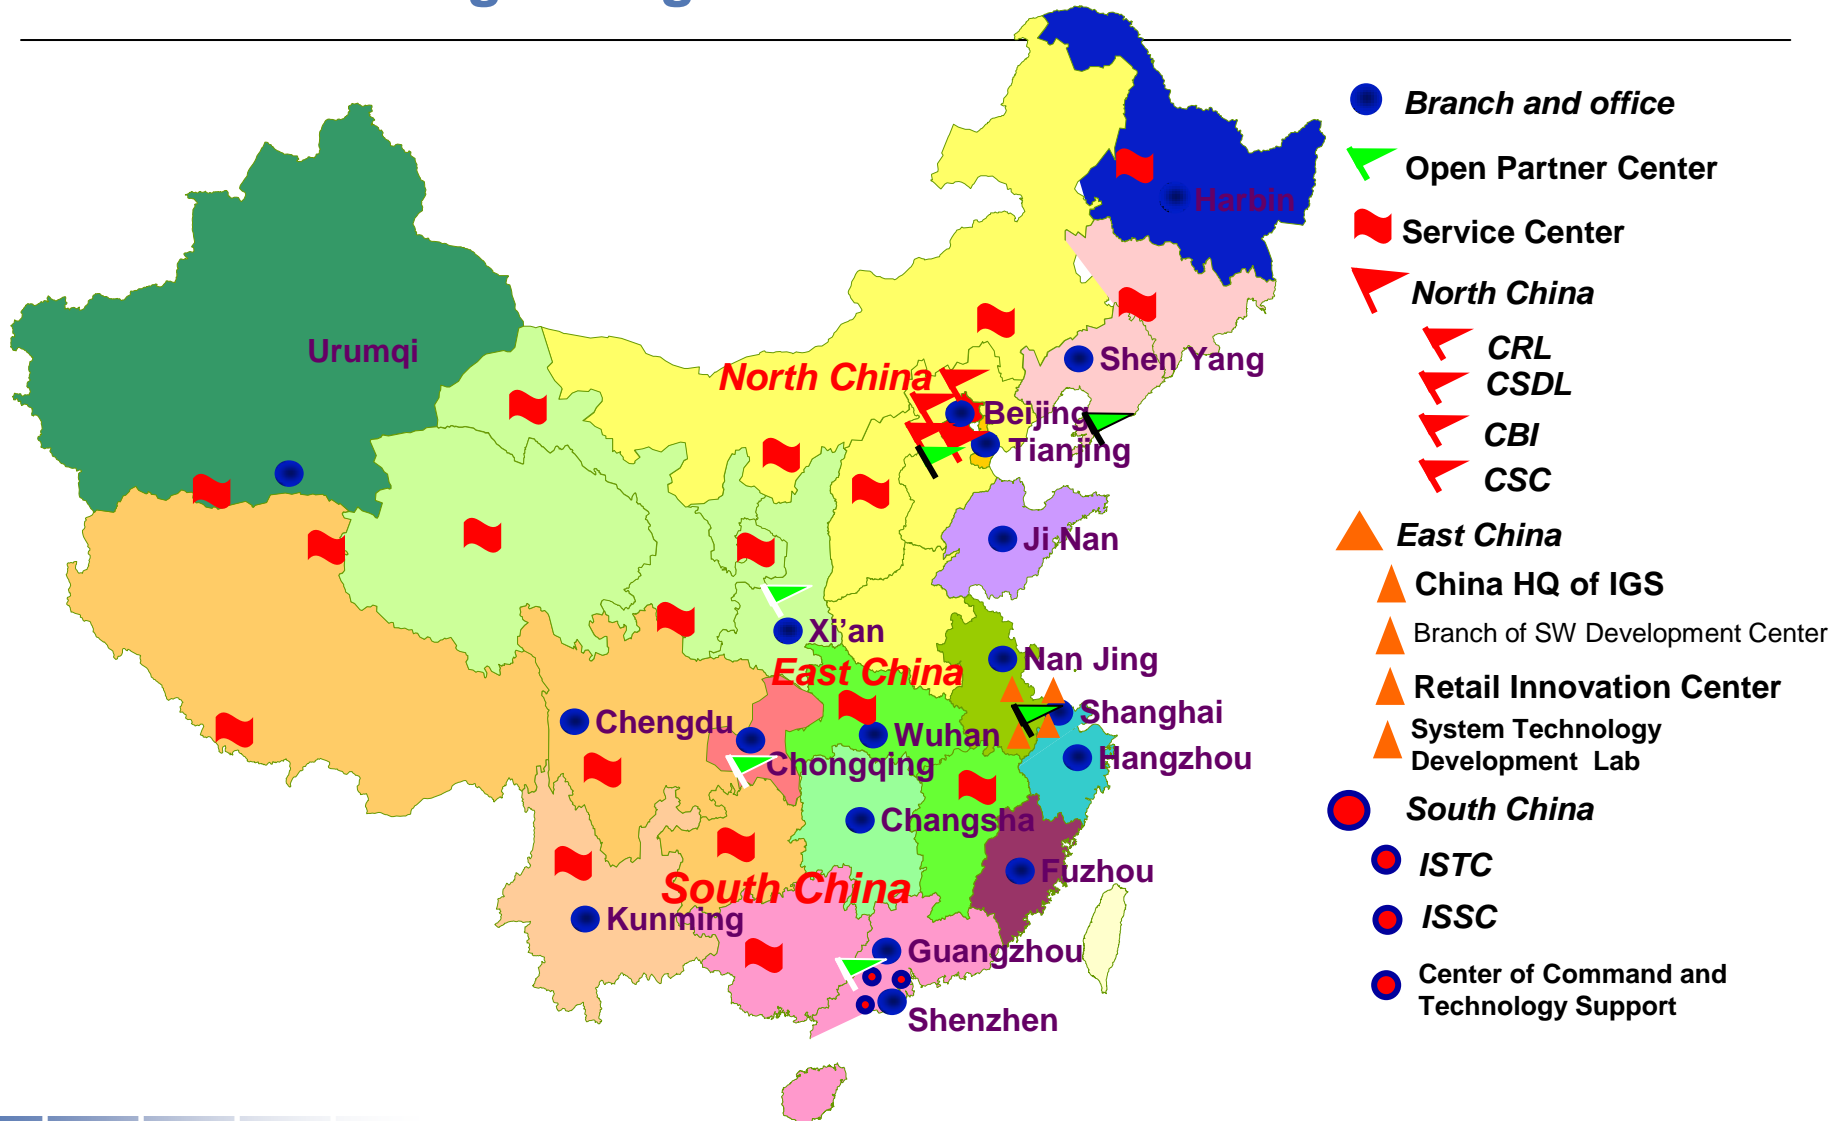 Harbin
Urumqi
Shen Yang
North China
Beijing
Tianjing
Ji Nan
Xi’an
East China
Nan Jing
Chengdu
Shanghai
Wuhan
Hangzhou
Chongqing
Changsha
Fuzhou
South China
Kunming
Guangzhou
Shenzhen
Branch and office
Open Partner Center
Service Center
North China
CRL
CSDL
CBI
CSC
East China
China HQ of IGS
Branch of SW Development Center
Retail Innovation Center
System Technology
Development Lab
South China
ISTC
ISSC
Center of Command and
Technology Support